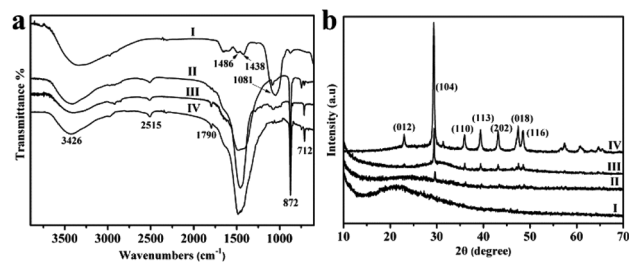 a
I
1486
1438
II
1081
III
IV
3426
2515
1790
712
872
Transmittance %
3500 3000 2500 2000 1500 1000
Wavenumbers (cm-1)
b
(104)
(012)
(110)
(113)
(202)
(018)
(116)
IV
III
II
I
Intensity (a.u)
10 20 30 40 50 60 70
2θ (degree)